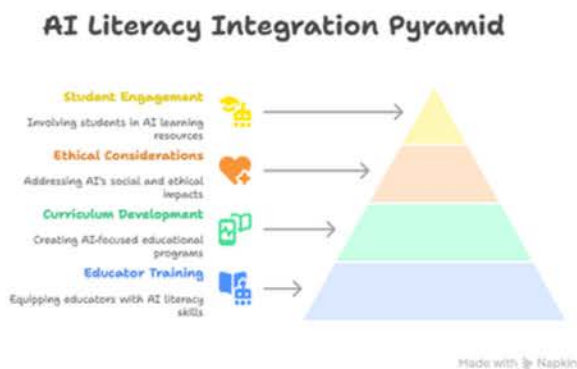 AI Literacy Integration Pyramid
Student Engagement
Involving students in AI learning
resources
Ethical Considerations
Addressing AI's social and ethical
impacts
Curriculum Development
Creating AI-focused educational
programs
Educator Training
Equipping educators with AI literacy
skills
Made with Napkin